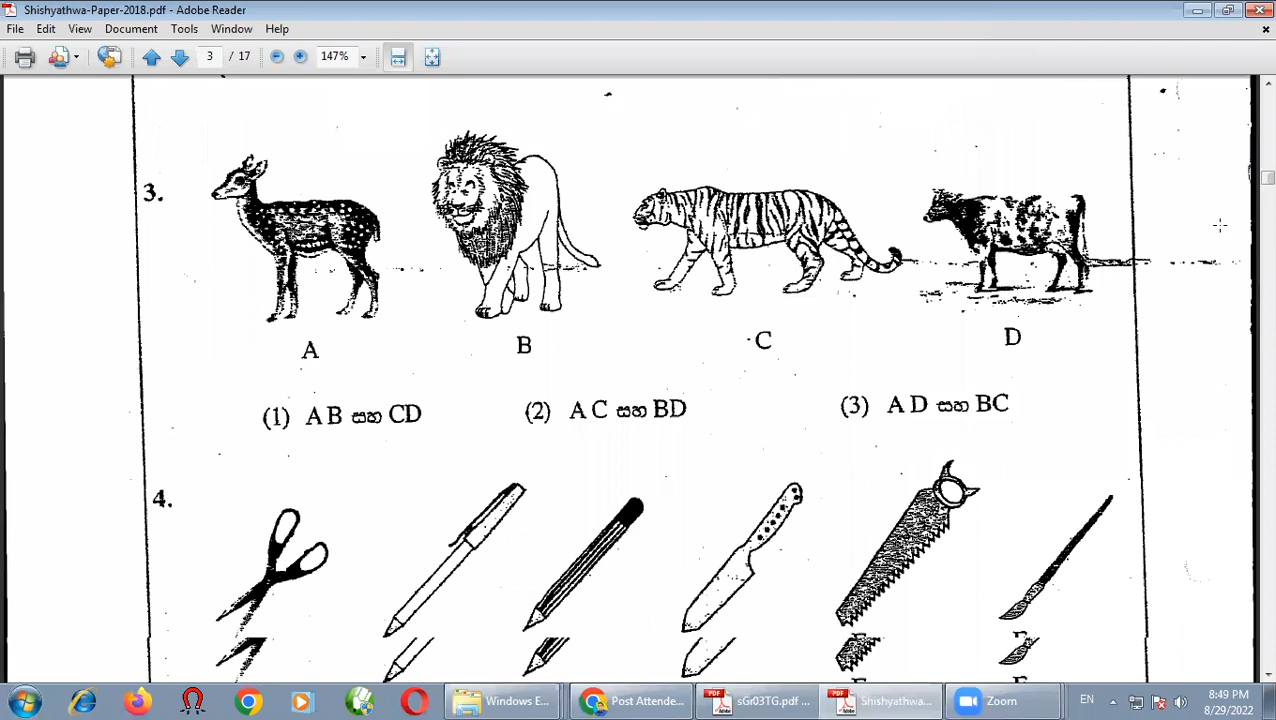 Shishyathwa-Paper-2018.pdf - Adobe Reader
File Edit View Document Tools Window Help
3 / 17 147%
3.
A B C D
(1) A B සහ CD (2) A C සහ BD (3) A D සහ BC
4.
Windows E... Post Attende... sGr03TG.pdf ... Shishyathwa... Zoom EN 8:49 PM
8/29/2022